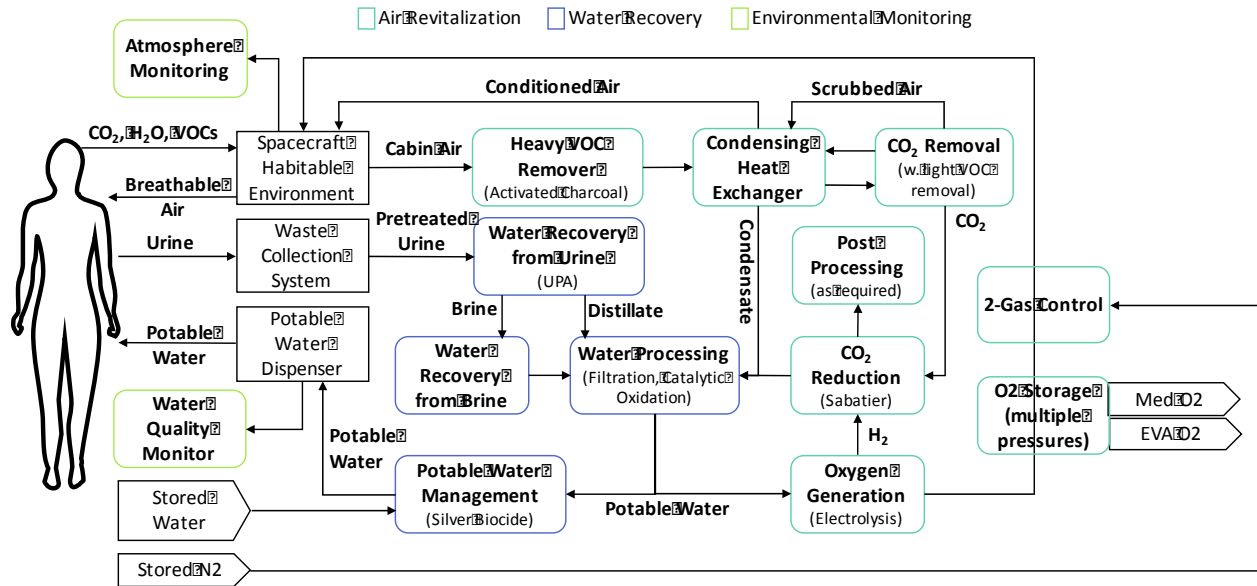 Air Revitalization
Water Recovery
Environmental Monitoring
Atmosphere
Monitoring
Conditioned Air
Scrubbed Air
CO₂, H₂O, VOCs
Spacecraft
Habitable
Environment
Cabin Air
Heavy VOC
Remover
(Activated Charcoal)
Condensing
Heat
Exchanger
CO₂ Removal
(w. light VOC
removal)
Breathable
Air
Urine
Waste
Collection
System
Pretreated
Urine
Water Recovery
from Urine
(UPA)
Condensate
CO₂
Post
Processing
(as required)
2-Gas Control
Brine
Distillate
Potable
Water
Potable
Water
Dispenser
Water
Recovery
from Brine
Water Processing
(Filtration, Catalytic
Oxidation)
CO₂
Reduction
(Sabatier)
O2 Storage
(multiple
pressures)
Med O2
EVA O2
Water
Quality
Monitor
Potable
Water
H₂
Stored
Water
Potable Water
Management
(Silver Biocide)
Potable Water
Oxygen
Generation
(Electrolysis)
Stored N2